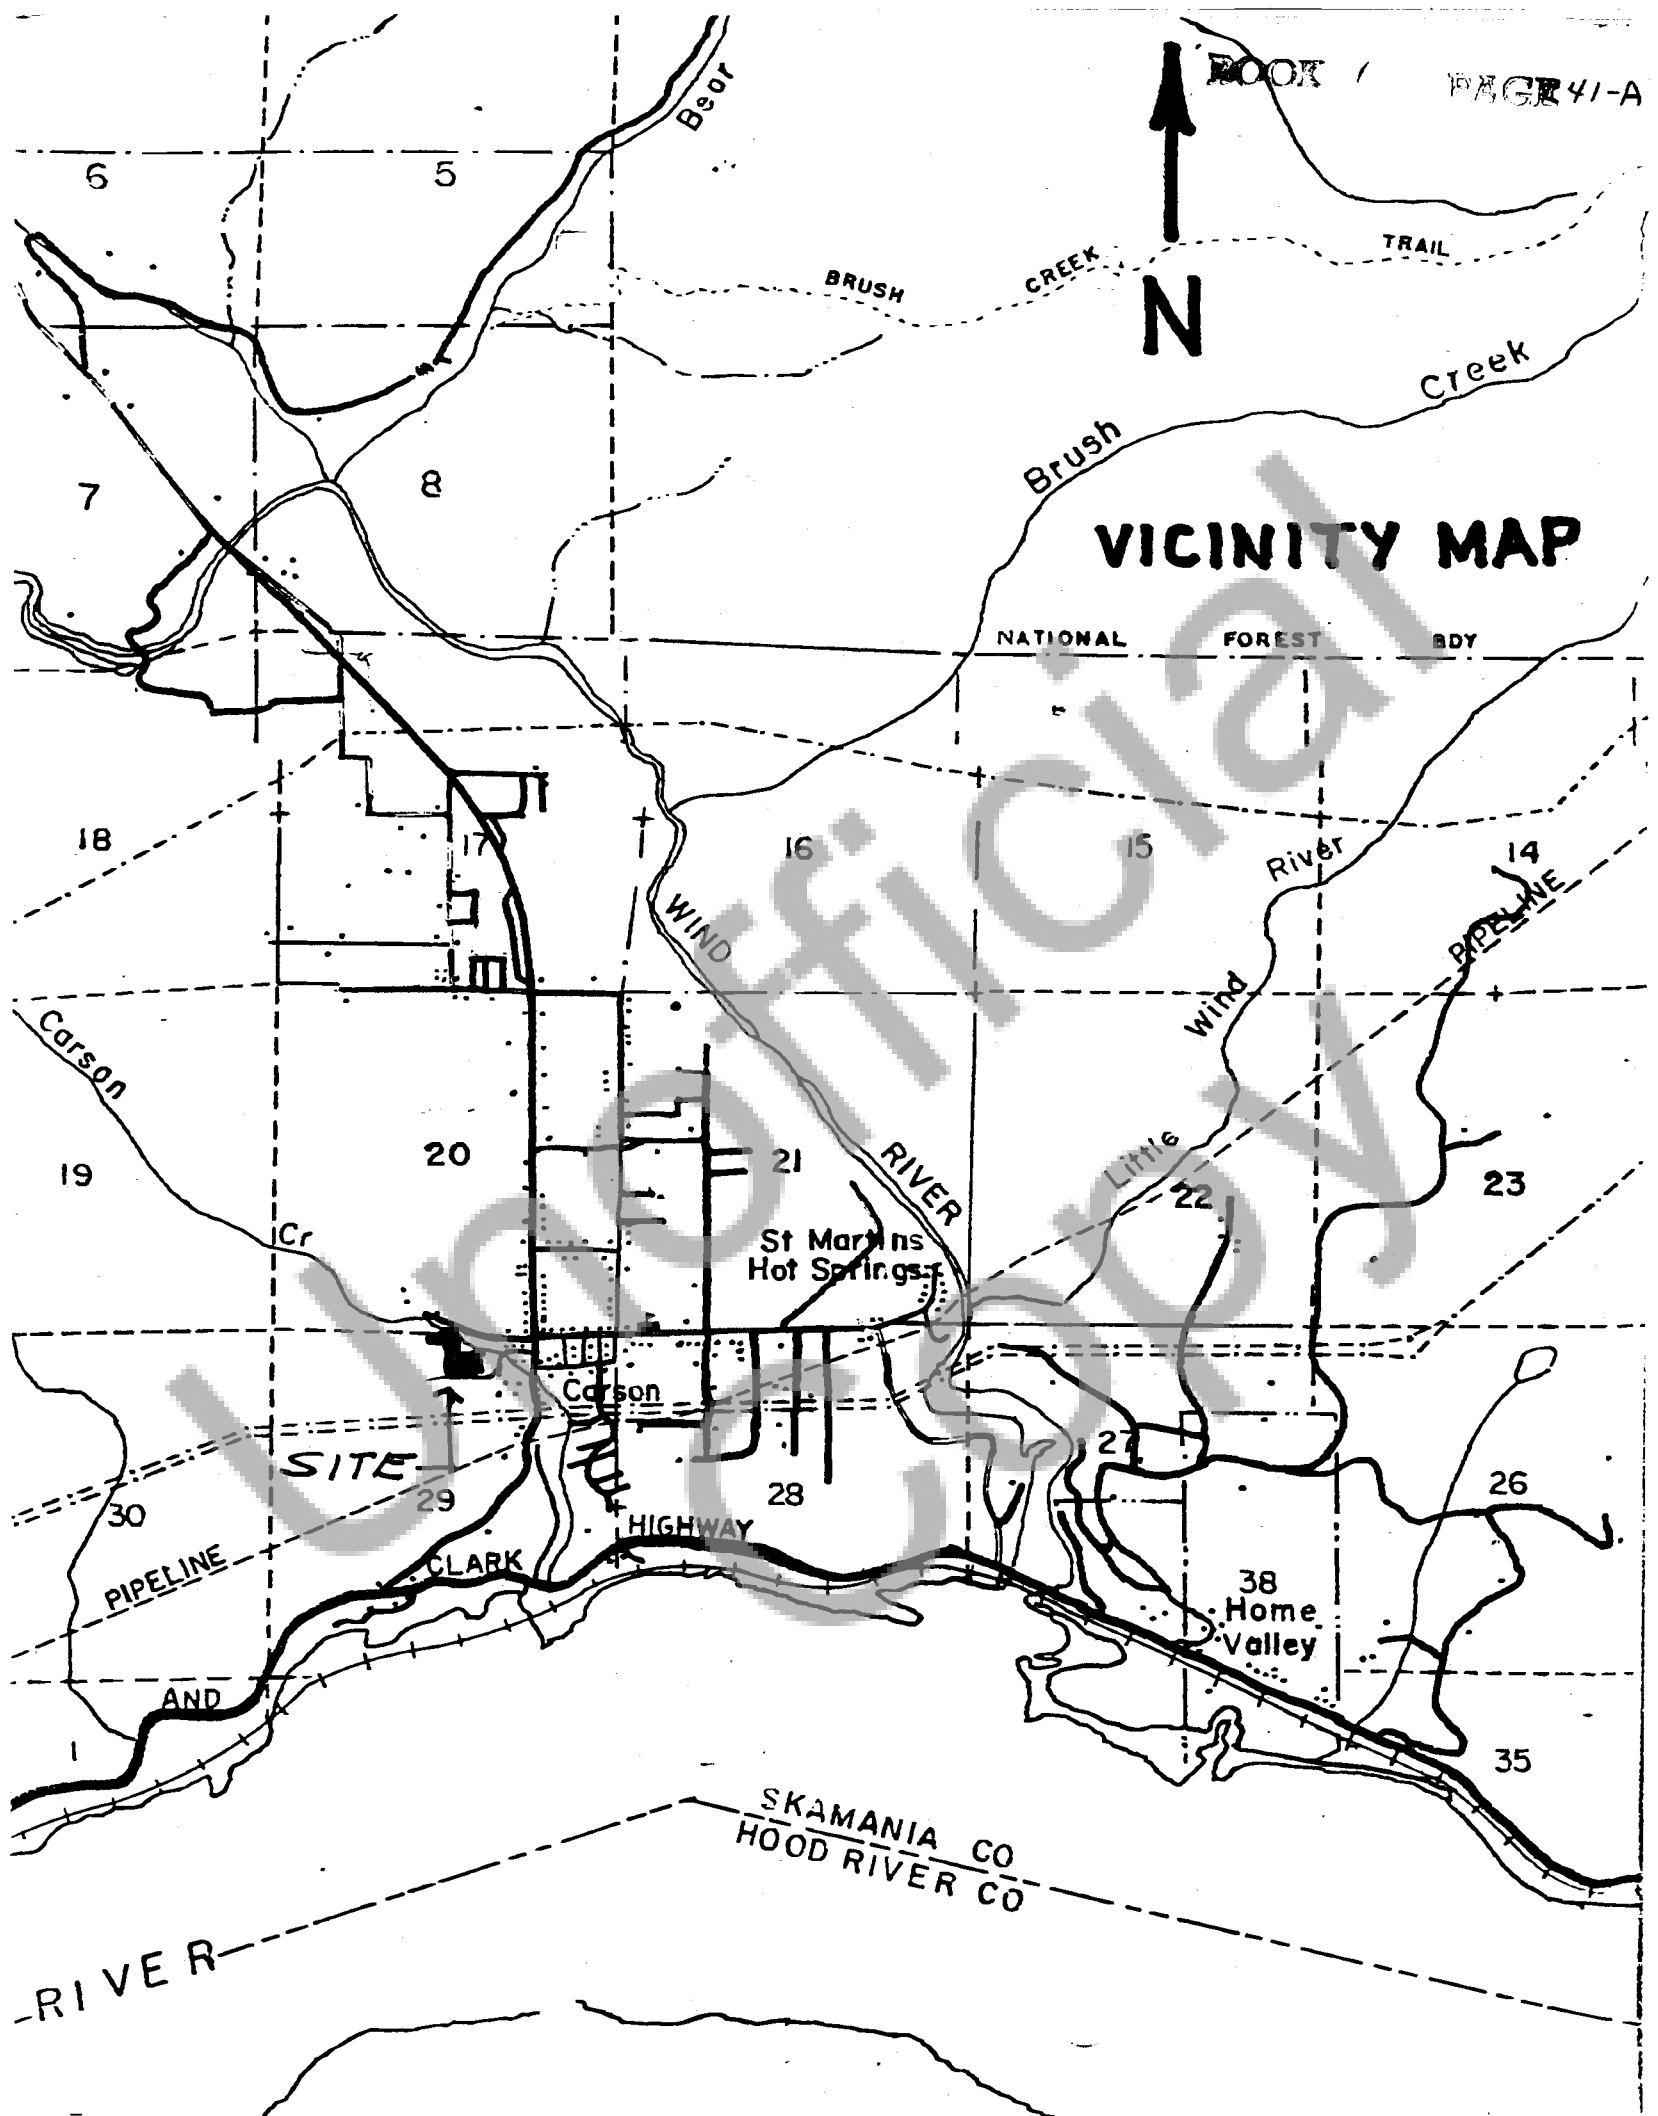 BOOK 1 PAGE 41-A
Bear
6
5
BRUSH CREEK TRAIL
N
Brush Creek
7
8
VICINITY MAP
NATIONAL FOREST BDY
18
17
16
15
14
River
WIND
PIPELINE
Wind
Carson
20
21
RIVER
Little
19
22
23
Cr
St Martins
Hot Springs
Carson
SITE
27
29
28
26
30
HIGHWAY
PIPELINE
CLARK
38
Home
Valley
AND
1
35
SKAMANIA CO
HOOD RIVER CO
RIVER
Unofficial
Copy